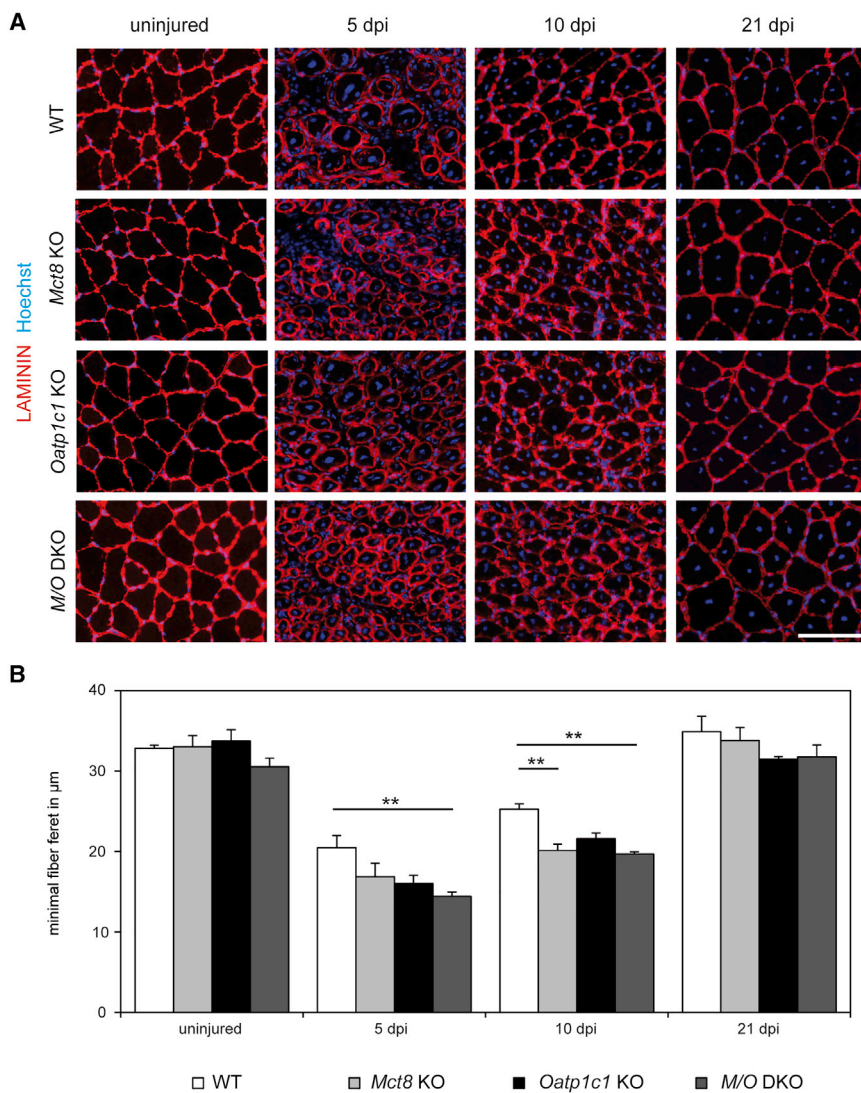 A
uninjured 5 dpi 10 dpi 21 dpi
LAMININ Hoechst
WT
Mct8 KO
Oatp1c1 KO
M/O DKO
B
minimal fiber feret in µm
40
30
20
10
0
**
**
**
uninjured 5 dpi 10 dpi 21 dpi
WT Mct8 KO Oatp1c1 KO M/O DKO